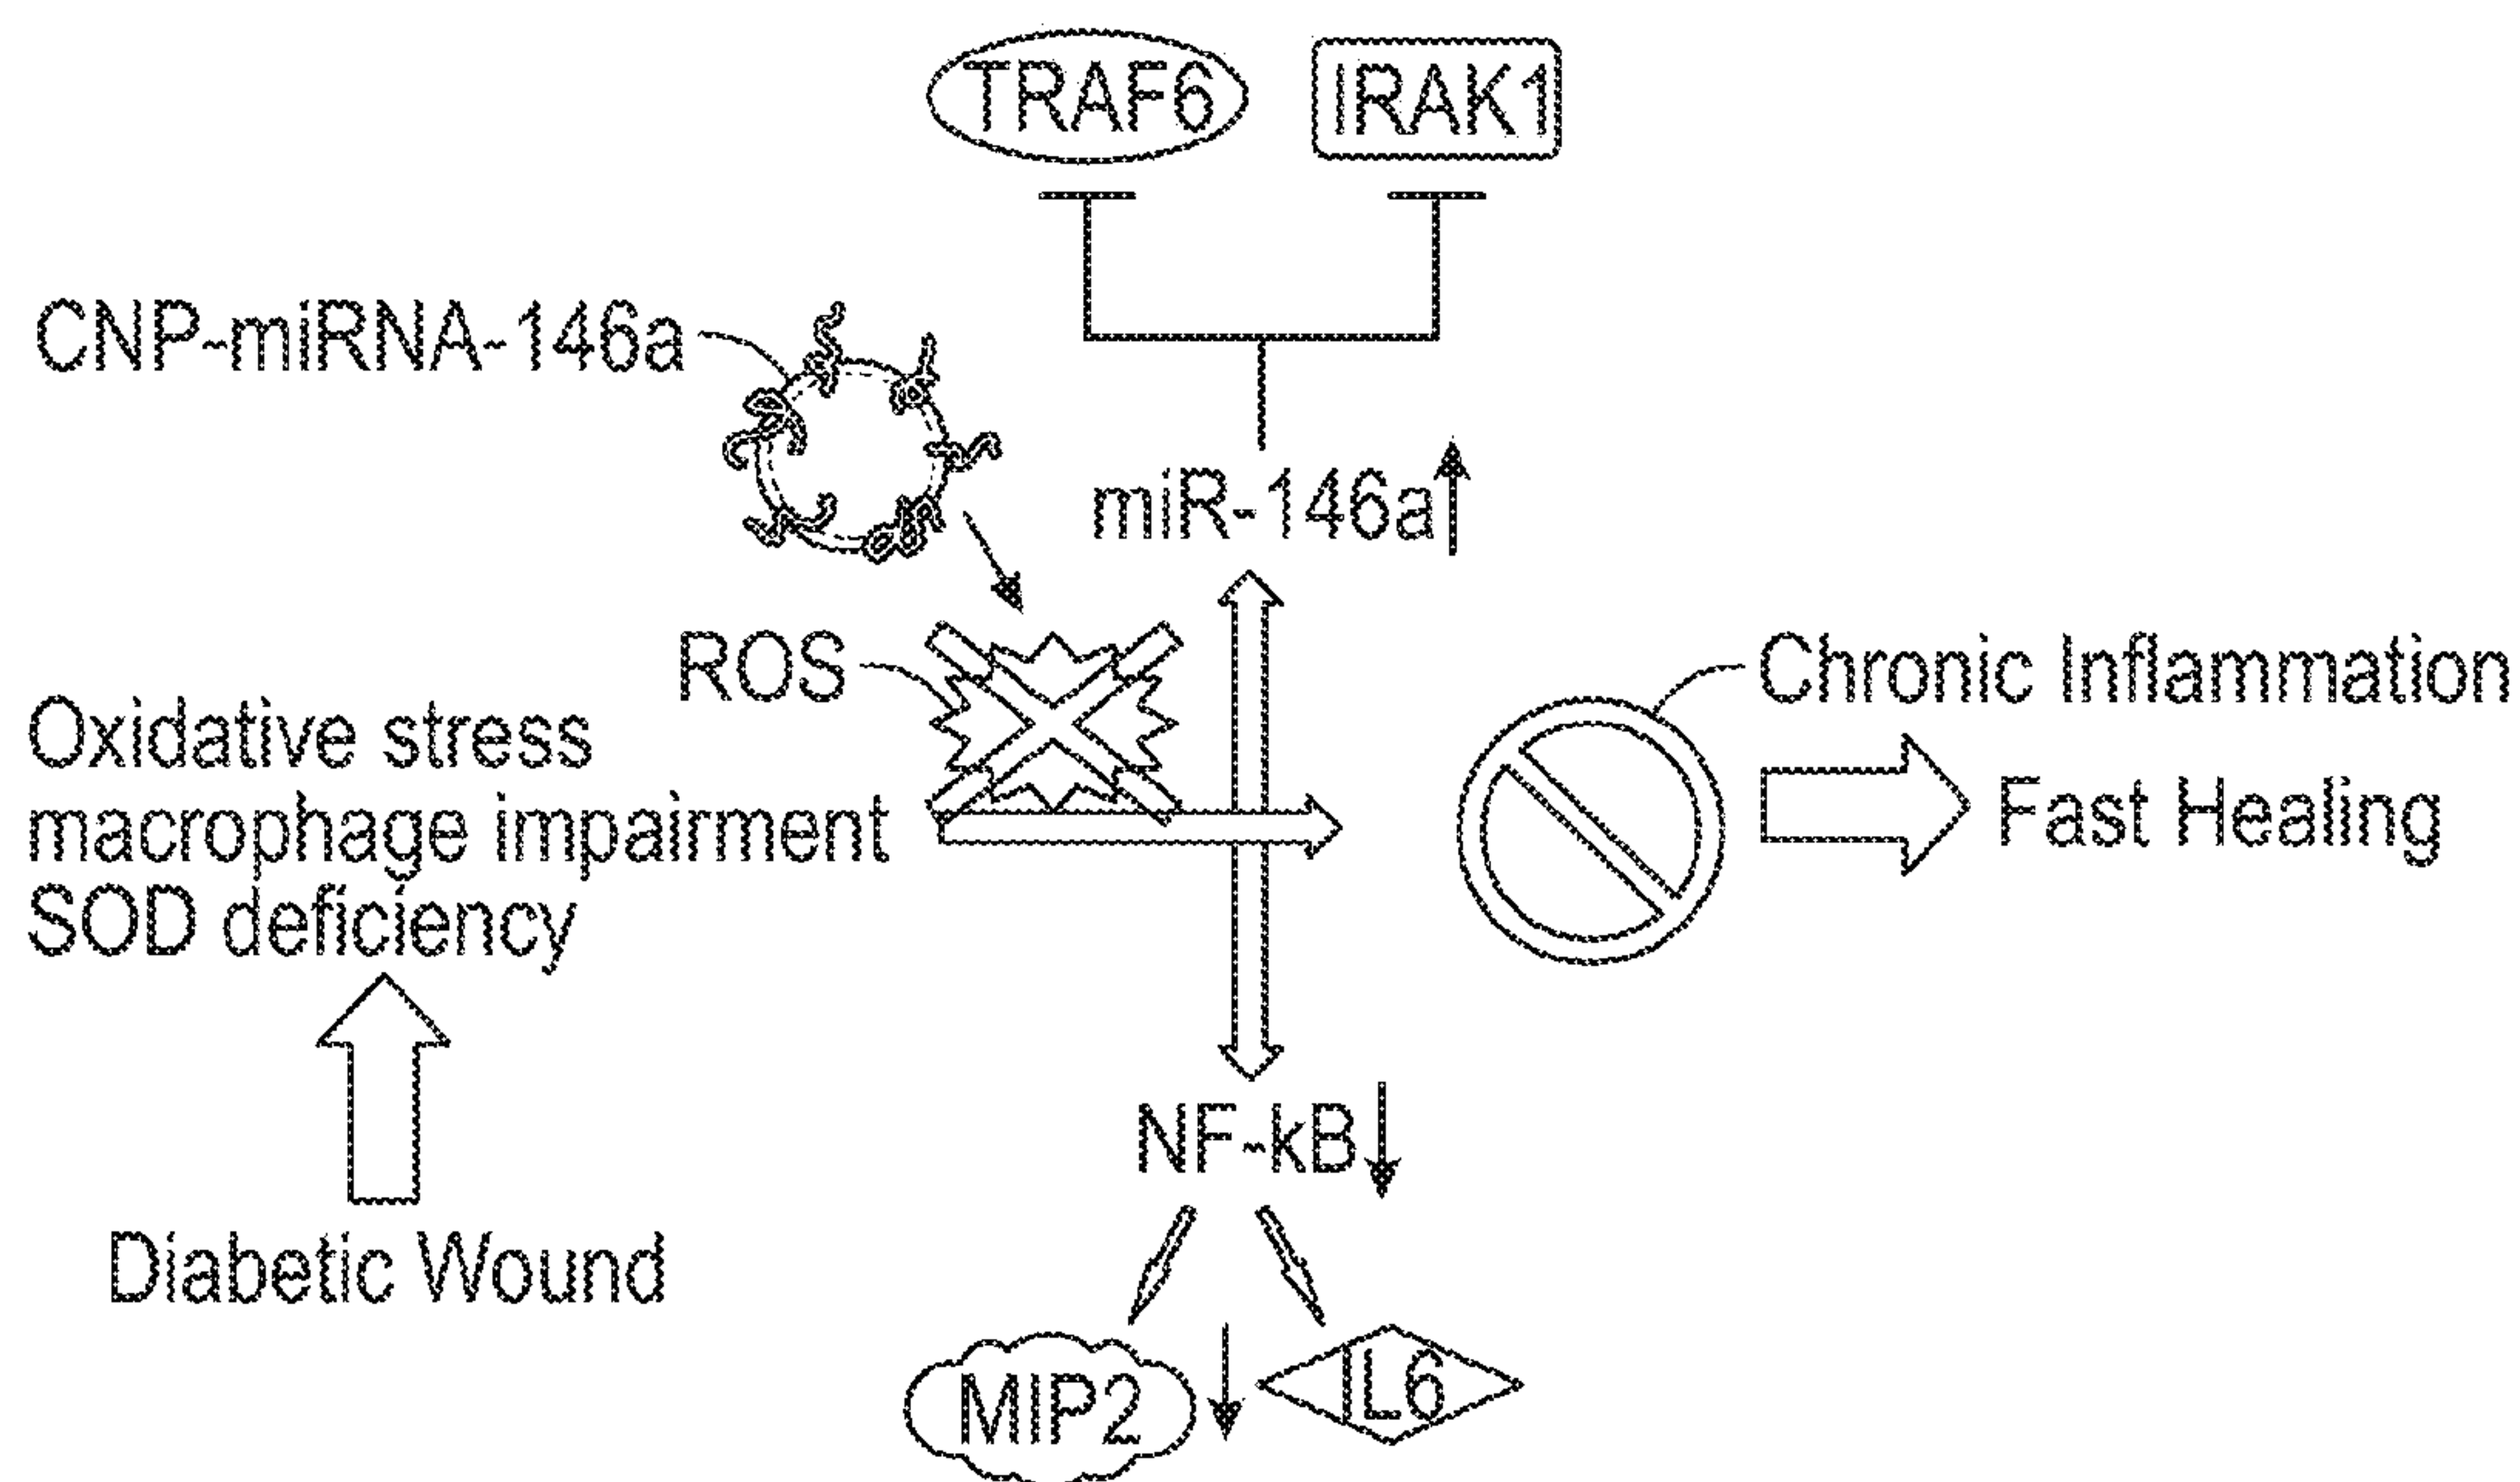 TRAF6
IRAK1
CNP-miRNA-146a
miR-146a
ROS
Chronic Inflammation
Oxidative stress
macrophage impairment
SOD deficiency
Fast Healing
NF-kB
Diabetic Wound
MIP2
IL6